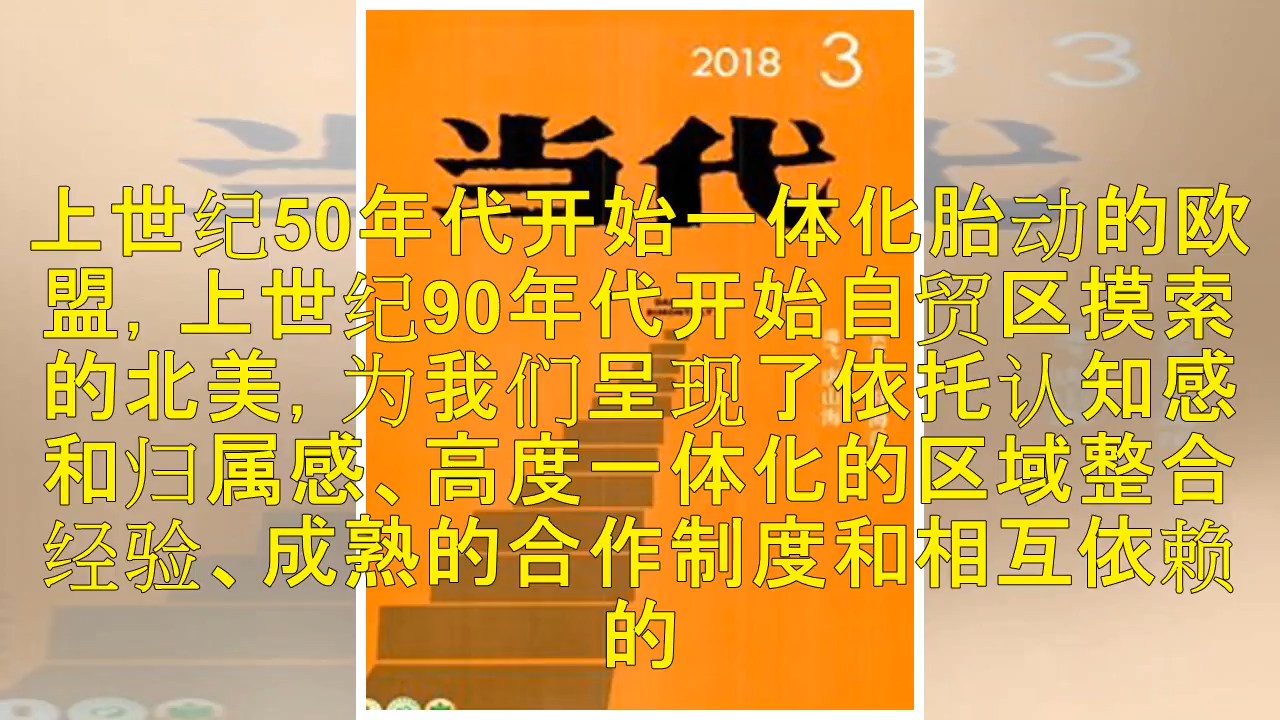 2018 3
当代
上世纪50年代开始一体化胎动的欧
盟, 上世纪90年代开始自贸区摸索
的北美, 为我们呈现了依托认知感
和归属感、高度一体化的区域整合
经验、成熟的合作制度和相互依赖
的